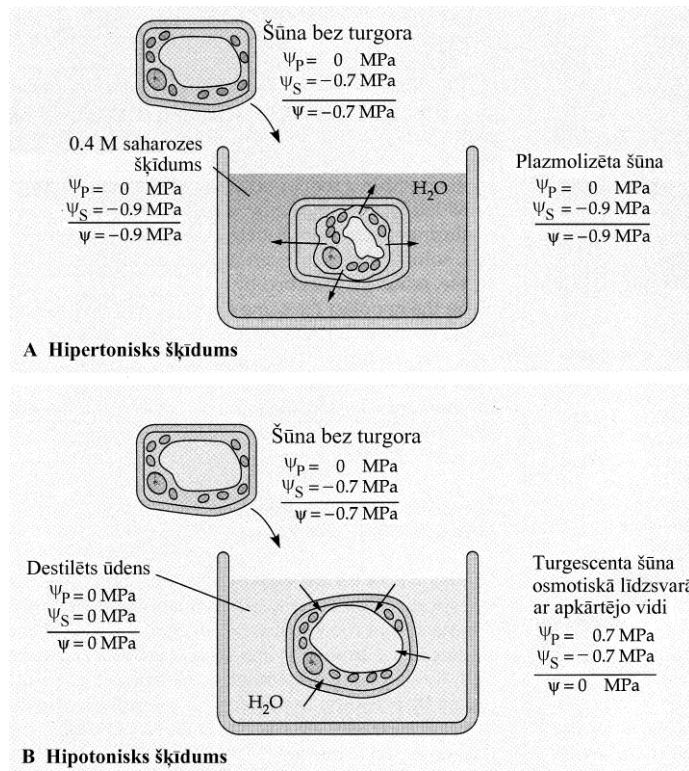 Šūna bez turgora
ψP = 0 MPa
ψS = −0.7 MPa
ψ = −0.7 MPa
0.4 M saharozes
šķīdums
ψP = 0 MPa
ψS = −0.9 MPa
ψ = −0.9 MPa
H2O
Plazmolizēta šūna
ψP = 0 MPa
ψS = −0.9 MPa
ψ = −0.9 MPa
A Hipertonisks šķīdums
Šūna bez turgora
ψP = 0 MPa
ψS = −0.7 MPa
ψ = −0.7 MPa
Destilēts ūdens
ψP = 0 MPa
ψS = 0 MPa
ψ = 0 MPa
H2O
Turgescenta šūna
osmotiskā līdzsvarā
ar apkārtējo vidi
ψP = 0.7 MPa
ψS = − 0.7 MPa
ψ = 0 MPa
B Hipotonisks šķīdums